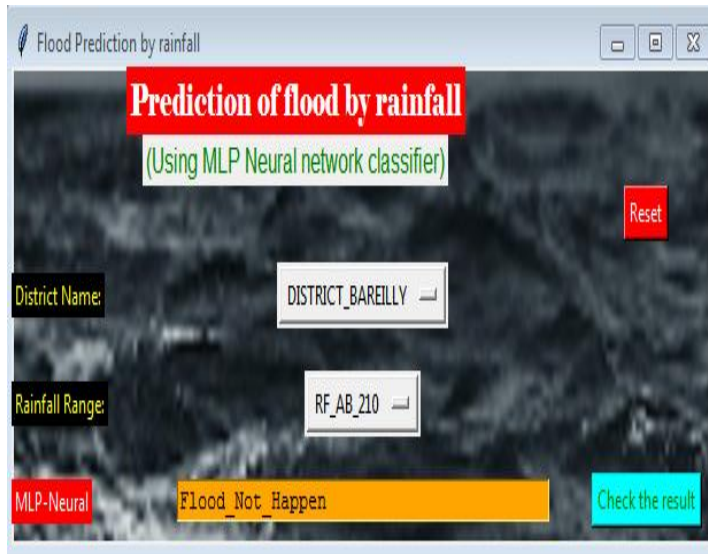 Flood Prediction by rainfall
Prediction of flood by rainfall
(Using MLP Neural network classifier)
Reset
District Name:
DISTRICT_BAREILLY
Rainfall Range:
RF_AB_210
MLP-Neural
Flood_Not_Happen
Check the result